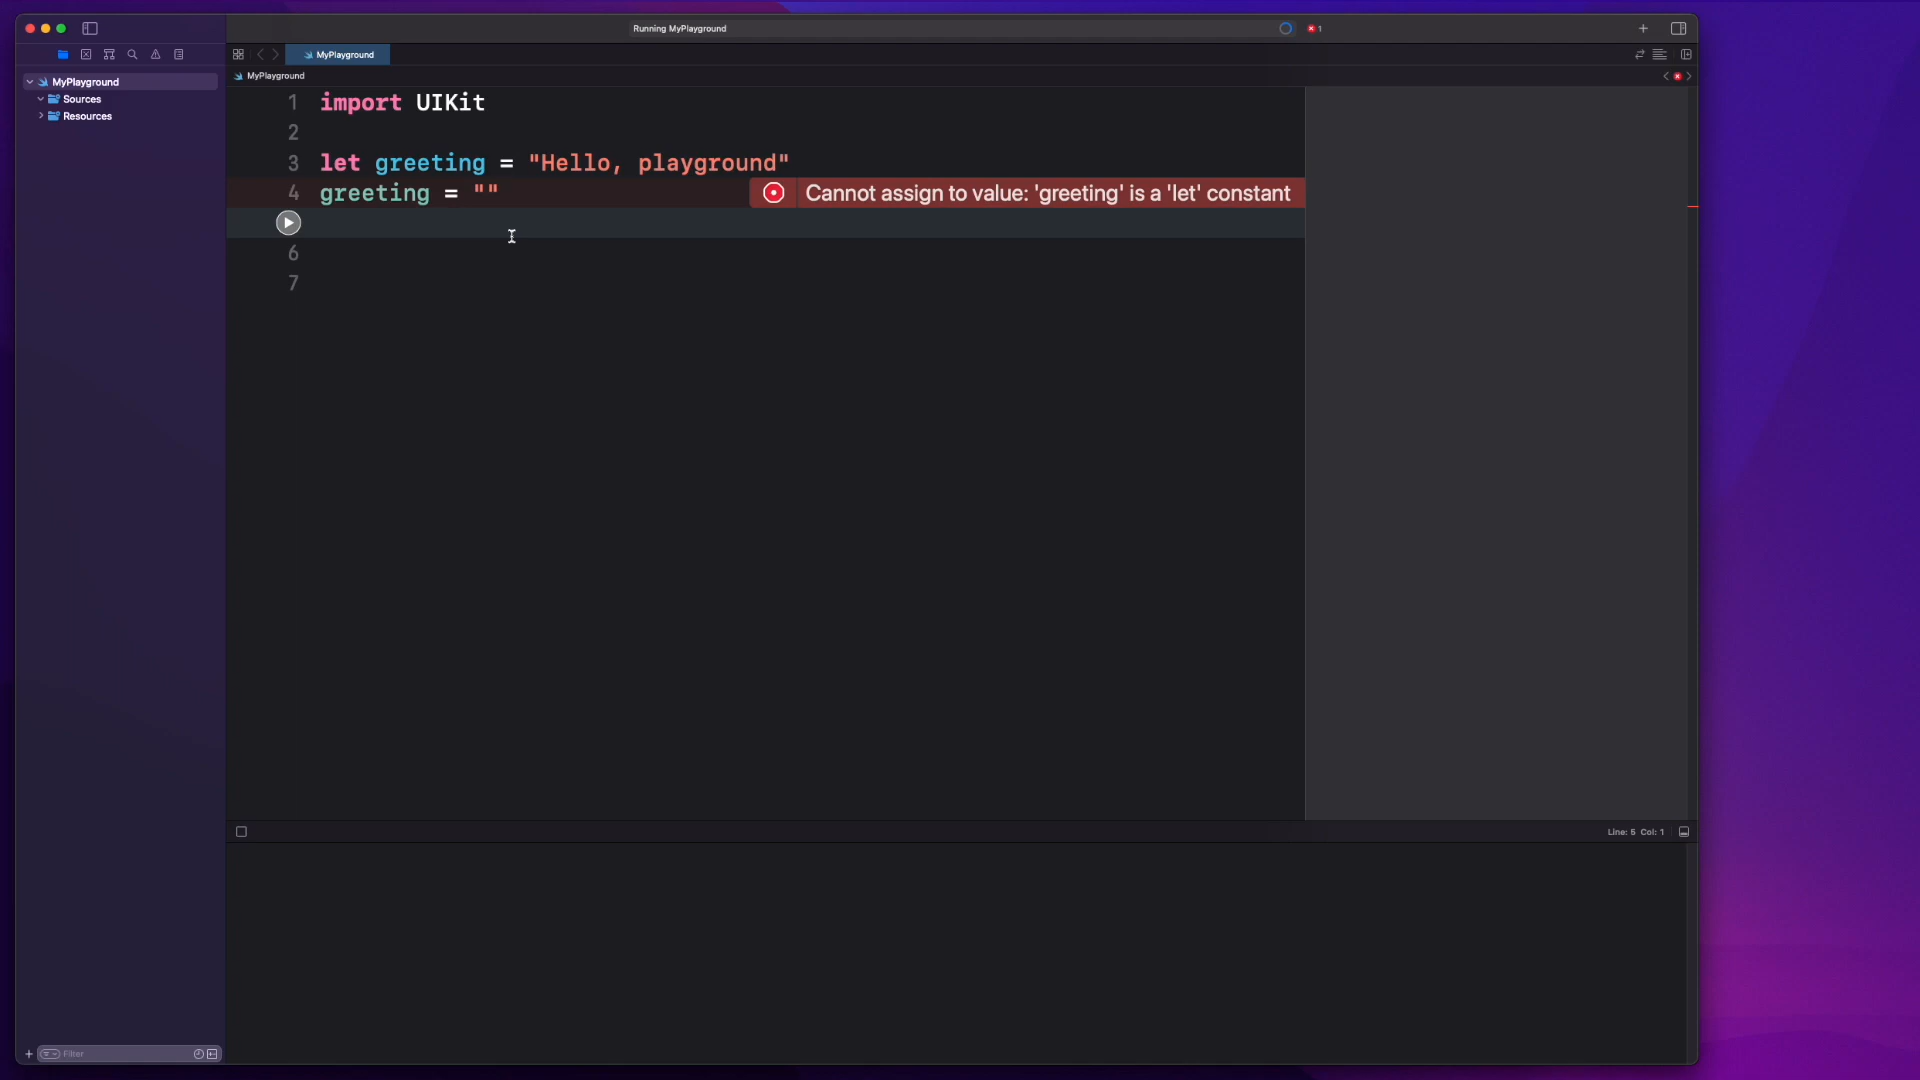 Running MyPlayground
1
MyPlayground
MyPlayground
MyPlayground
Sources
Resources
1 import UIKit
2
3 let greeting = "Hello, playground"
4 greeting = "" Cannot assign to value: 'greeting' is a 'let' constant
6
7
Line: 5 Col: 1
Filter